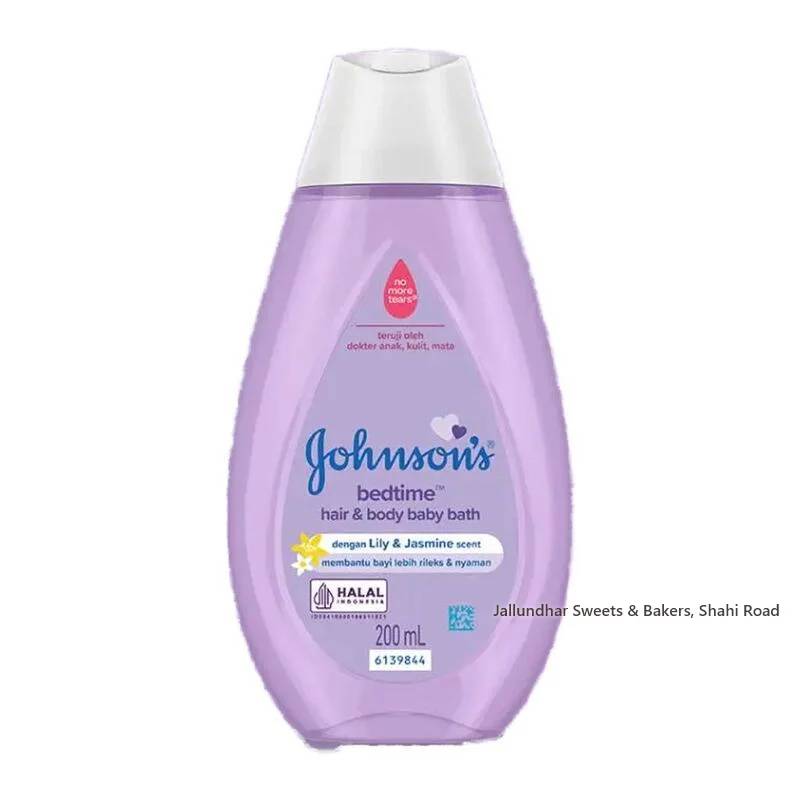 no
more
tears®
teruji oleh
dokter anak, kulit, mata
Johnson's®
bedtime™
hair & body baby bath
dengan Lily & Jasmine scent
membantu bayi lebih rileks & nyaman
HALAL
INDONESIA
200 mL
6139844
Jallundhar Sweets & Bakers, Shahi Road